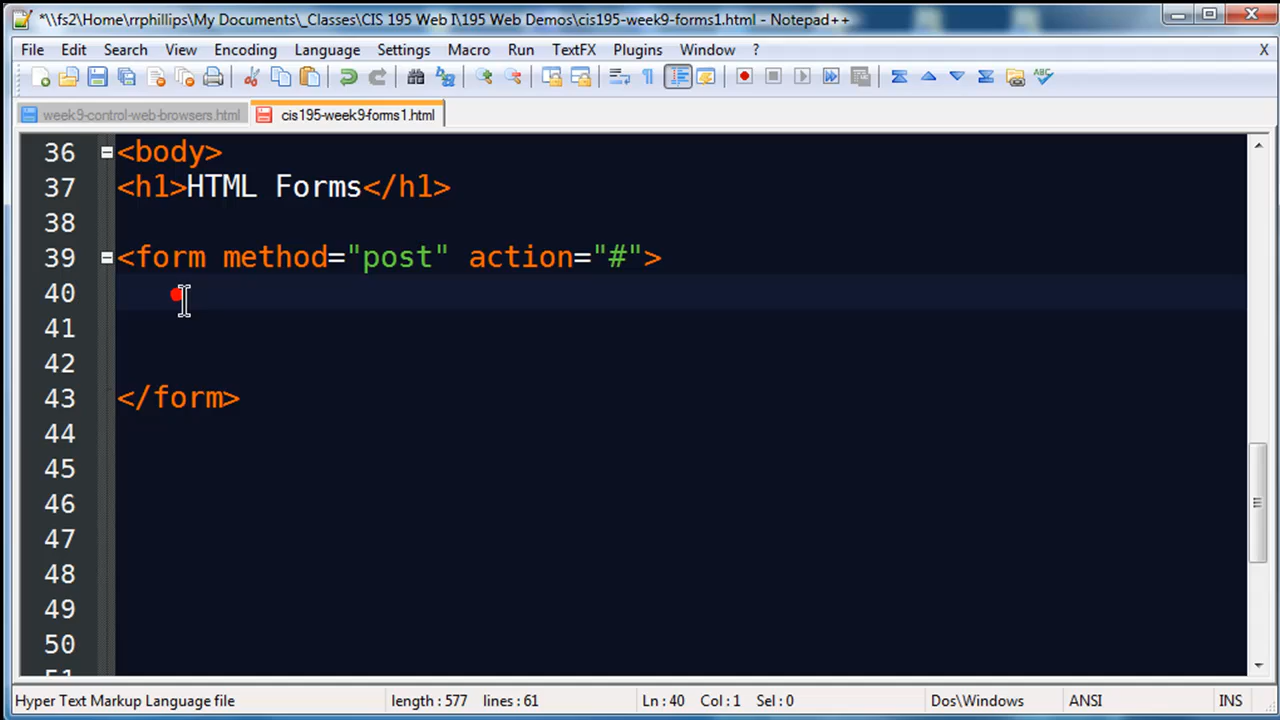 *\\fs2\Home\rrphillips\My Documents\_Classes\CIS 195 Web I\195 Web Demos\cis195-week9-forms1.html - Notepad++
File Edit Search View Encoding Language Settings Macro Run TextFX Plugins Window ? X
week9-control-web-browsers.html cis195-week9-forms1.html
36 <body>
37 <h1>HTML Forms</h1>
38
39 <form method="post" action="#">
40
41
42
43 </form>
44
45
46
47
48
49
50
51
Hyper Text Markup Language file length : 577 lines : 61 Ln : 40 Col : 1 Sel : 0 Dos\Windows ANSI INS